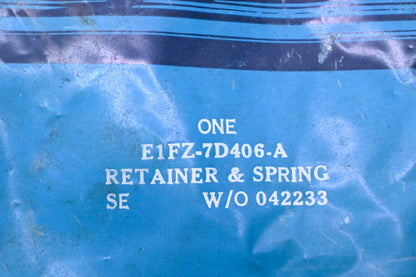 ONE
E1FZ-7D406-A
RETAINER & SPRING
SE W/O 042233